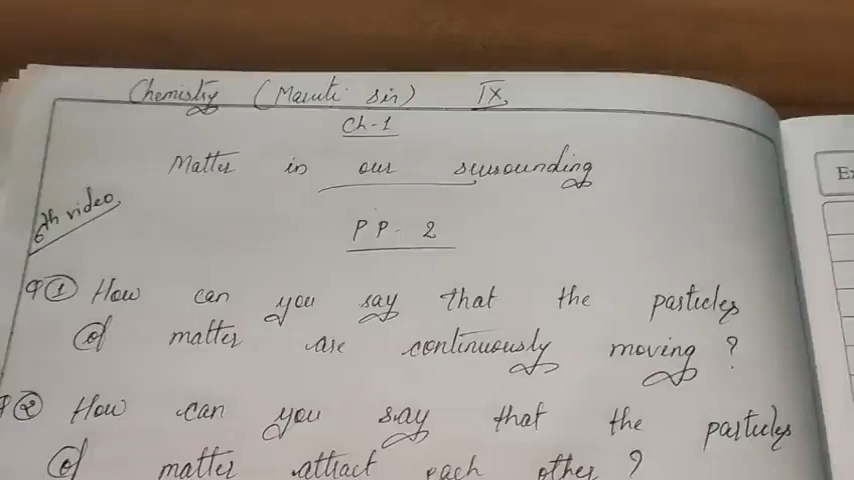 Chemistry (Maruti sir) IX
Ch-1
Matter in our surrounding
6th video
PP-2
Q① How can you say that the particles
of matter are continuously moving ?
Q② How can you say that the particles
of matter attract each other ?